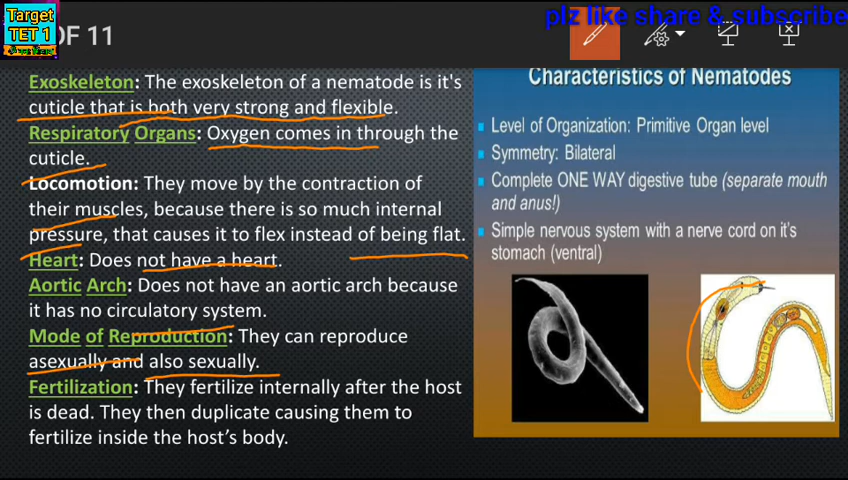 Target
TET 1
plz like share & subscribe
OF 11
Exoskeleton: The exoskeleton of a nematode is it's
cuticle that is both very strong and flexible.
Respiratory Organs: Oxygen comes in through the
cuticle.
Locomotion: They move by the contraction of
their muscles, because there is so much internal
pressure, that causes it to flex instead of being flat.
Heart: Does not have a heart.
Aortic Arch: Does not have an aortic arch because
it has no circulatory system.
Mode of Reproduction: They can reproduce
asexually and also sexually.
Fertilization: They fertilize internally after the host
is dead. They then duplicate causing them to
fertilize inside the host's body.
Characteristics of Nematodes
Level of Organization: Primitive Organ level
Symmetry: Bilateral
Complete ONE WAY digestive tube (separate mouth
and anus!)
Simple nervous system with a nerve cord on it's
stomach (ventral)